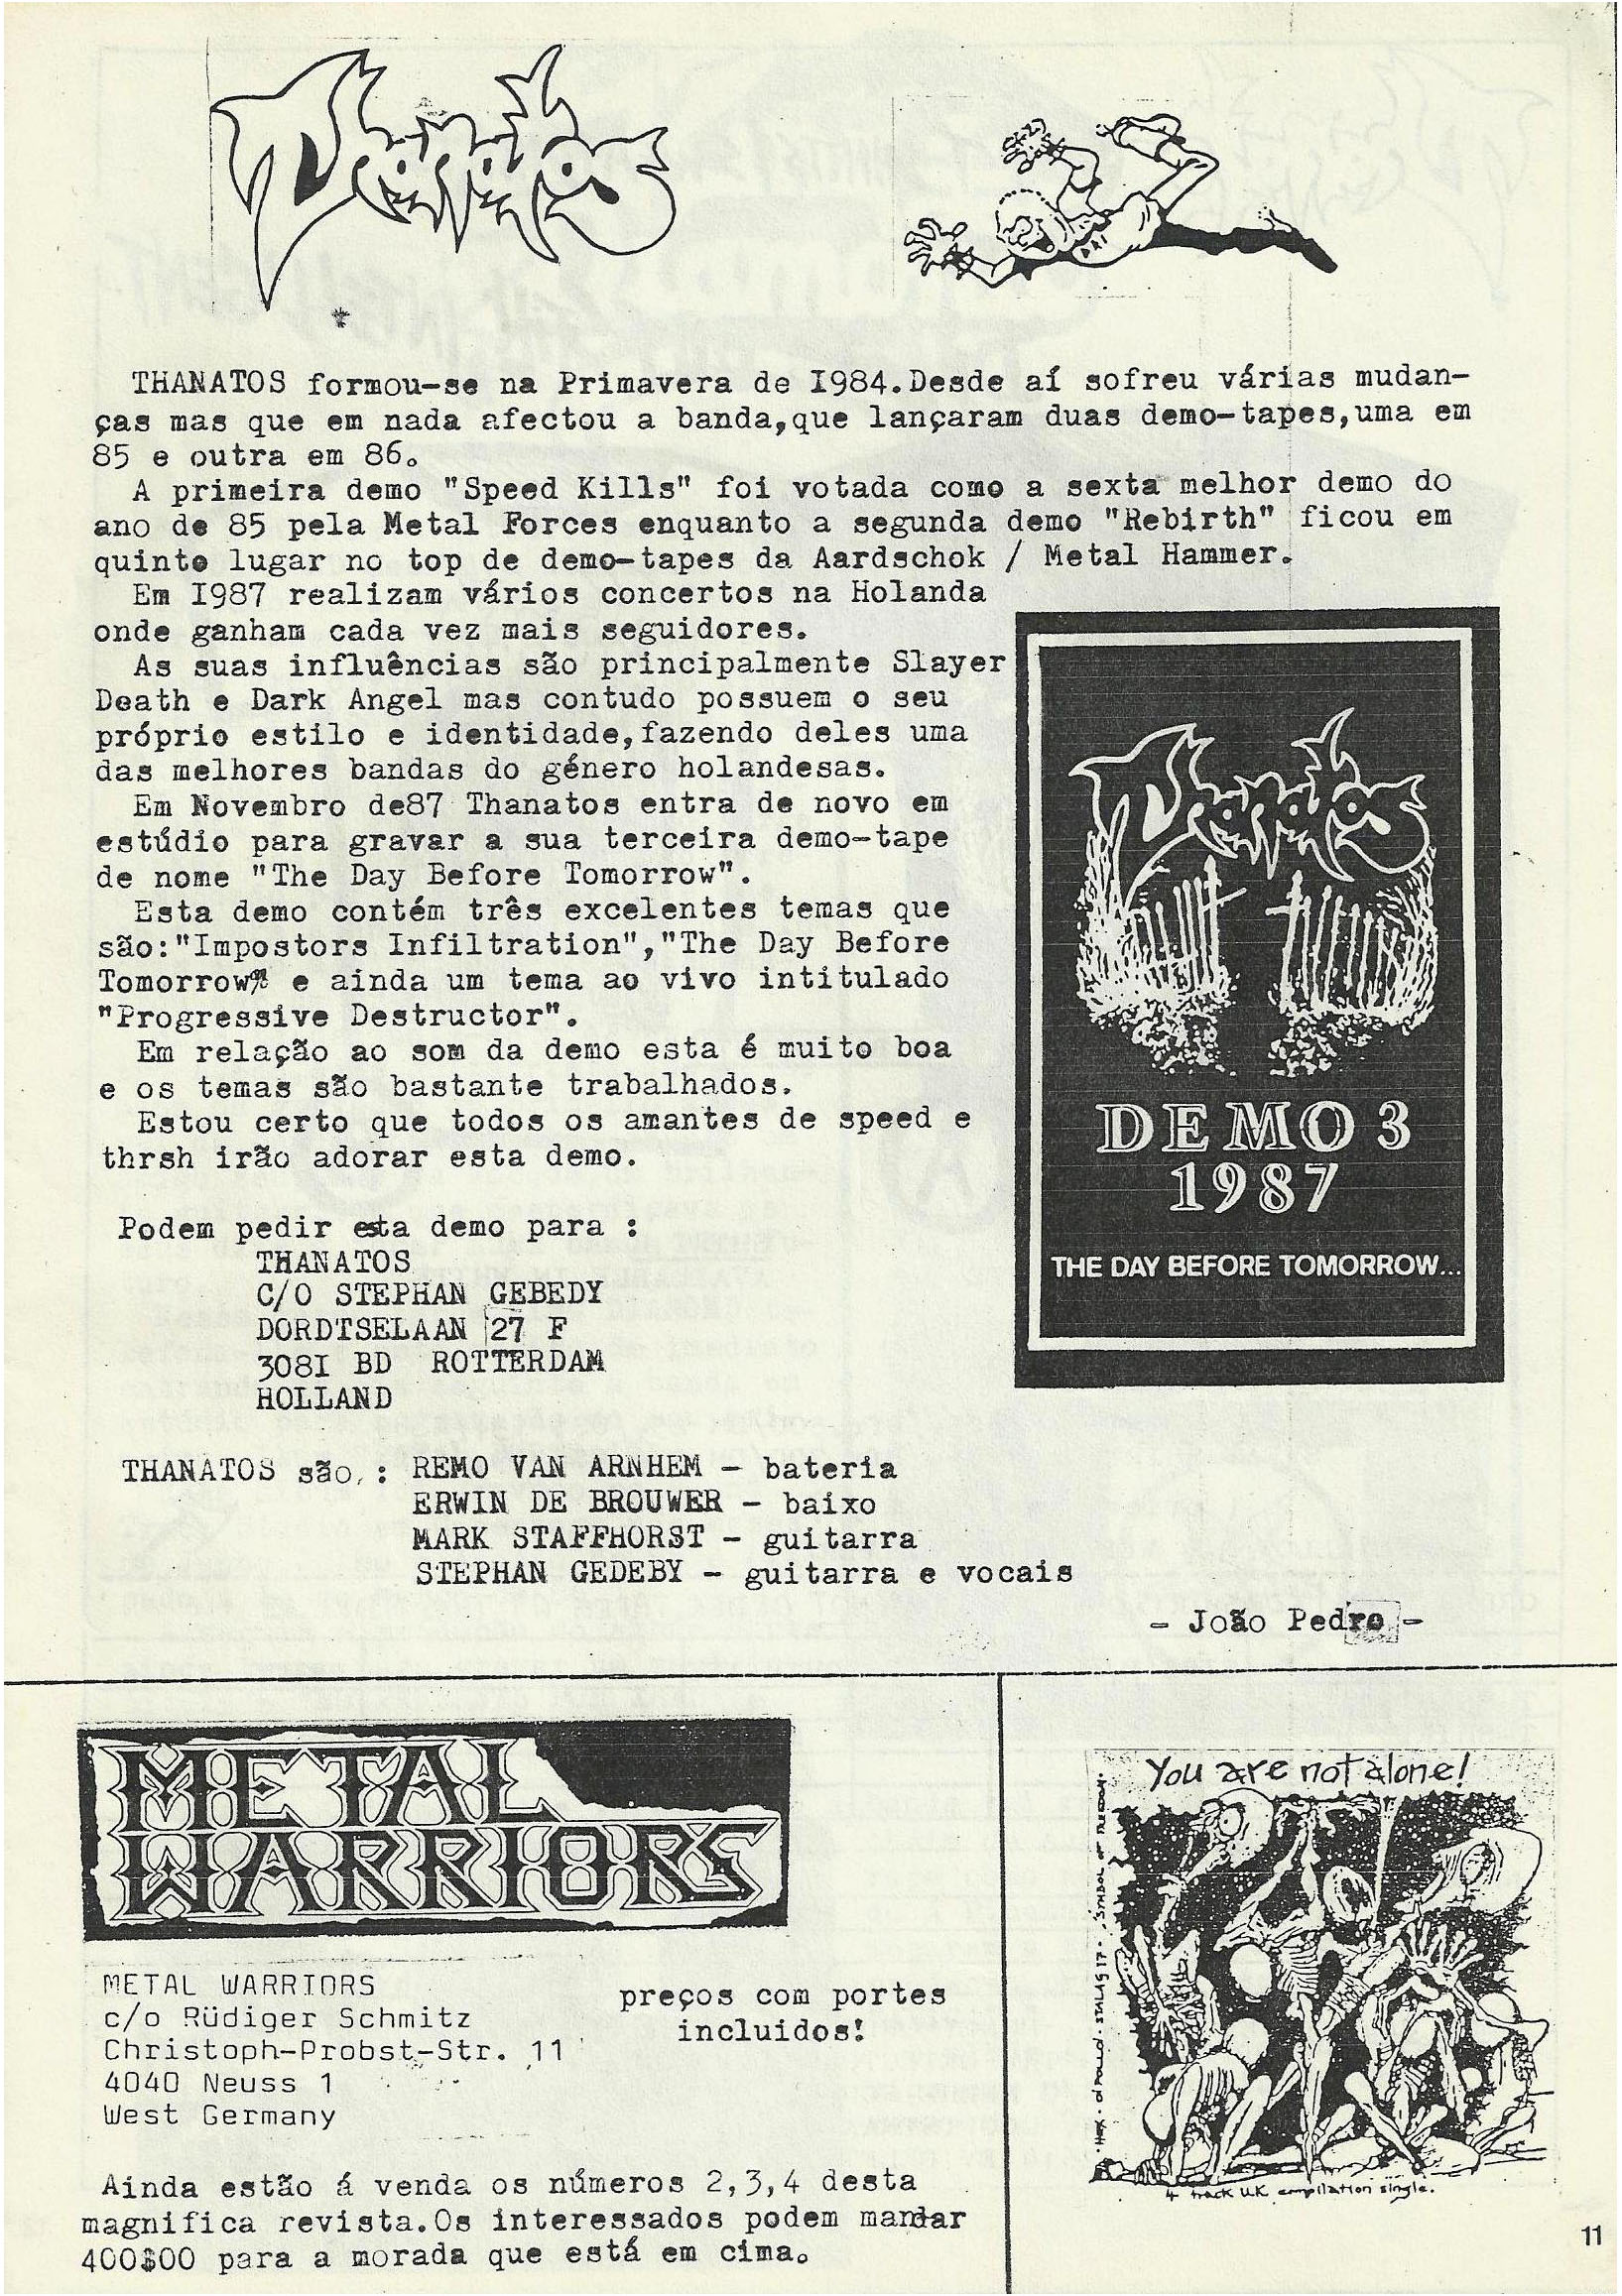 Thanatos
DRI
THANATOS formou-se na Primavera de I984.Desde aí sofreu várias mudan-
ças mas que em nada afectou a banda,que lançaram duas demo-tapes,uma em
85 e outra em 86.
A primeira demo "Speed Kills" foi votada como a sexta melhor demo do
ano de 85 pela Metal Forces enquanto a segunda demo "Rebirth" ficou em
quinto lugar no top de demo-tapes da Aardschok / Metal Hammer.
Em I987 realizam vários concertos na Holanda
onde ganham cada vez mais seguidores.
As suas influências são principalmente Slayer
Death e Dark Angel mas contudo possuem o seu
próprio estilo e identidade,fazendo deles uma
das melhores bandas do género holandesas.
Em Novembro de87 Thanatos entra de novo em
estúdio para gravar a sua terceira demo-tape
de nome "The Day Before Tomorrow".
Esta demo contém três excelentes temas que
são:"Impostors Infiltration","The Day Before
Tomorrow" e ainda um tema ao vivo intitulado
"Progressive Destructor".
Em relação ao som da demo esta é muito boa
e os temas são bastante trabalhados.
Estou certo que todos os amantes de speed e
thrsh irão adorar esta demo.
Thanatos
DEMO 3
1987
THE DAY BEFORE TOMORROW...
Podem pedir esta demo para :
THANATOS
C/O STEPHAN GEBEDY
DORDTSELAAN 27 F
308I BD ROTTERDAM
HOLLAND
THANATOS são : REMO VAN ARNHEM - bateria
ERWIN DE BROUWER - baixo
MARK STAFFHORST - guitarra
STEPHAN GEDEBY - guitarra e vocais
- João Pedro -
METAL
WARRIORS
METAL WARRIORS
c/o Rüdiger Schmitz
Christoph-Probst-Str. 11
4040 Neuss 1
West Germany
preços com portes
incluidos!
Ainda estão á venda os números 2,3,4 desta
magnifica revista.Os interessados podem mandar
400$00 para a morada que está em cima.
You are not alone!
HEX · OI POLLOI · STALAG 17 · SYMBOL OF FREEDOM ·
4 track U.K. compilation single.
11